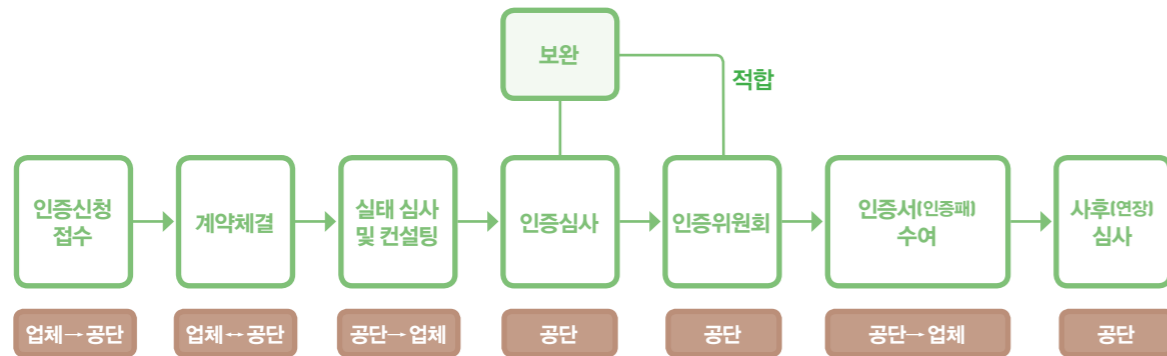 보완
적합
인증신청
접수
계약체결
실태 심사
및 컨설팅
인증심사
인증위원회
인증서(인증패)
수여
사후(연장)
심사
업체→공단
업체↔공단
공단→업체
공단
공단
공단→업체
공단